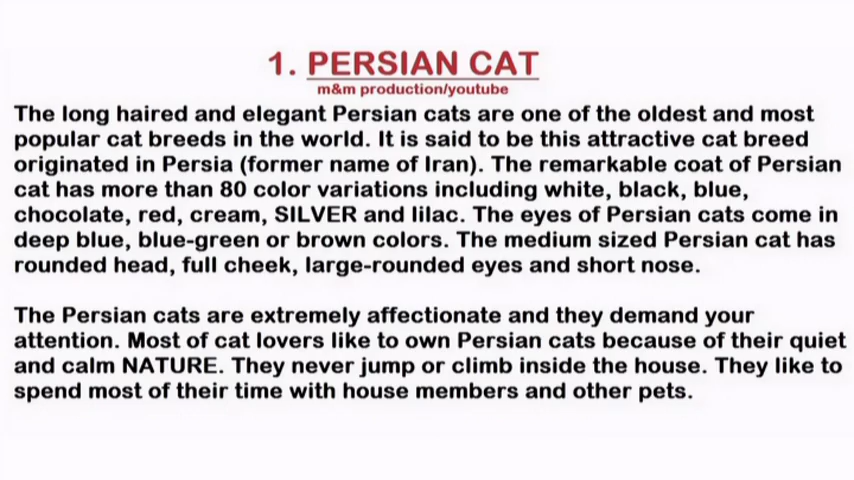 1. PERSIAN CAT
m&m production/youtube
The long haired and elegant Persian cats are one of the oldest and most
popular cat breeds in the world. It is said to be this attractive cat breed
originated in Persia (former name of Iran). The remarkable coat of Persian
cat has more than 80 color variations including white, black, blue,
chocolate, red, cream, SILVER and lilac. The eyes of Persian cats come in
deep blue, blue-green or brown colors. The medium sized Persian cat has
rounded head, full cheek, large-rounded eyes and short nose.
The Persian cats are extremely affectionate and they demand your
attention. Most of cat lovers like to own Persian cats because of their quiet
and calm NATURE. They never jump or climb inside the house. They like to
spend most of their time with house members and other pets.